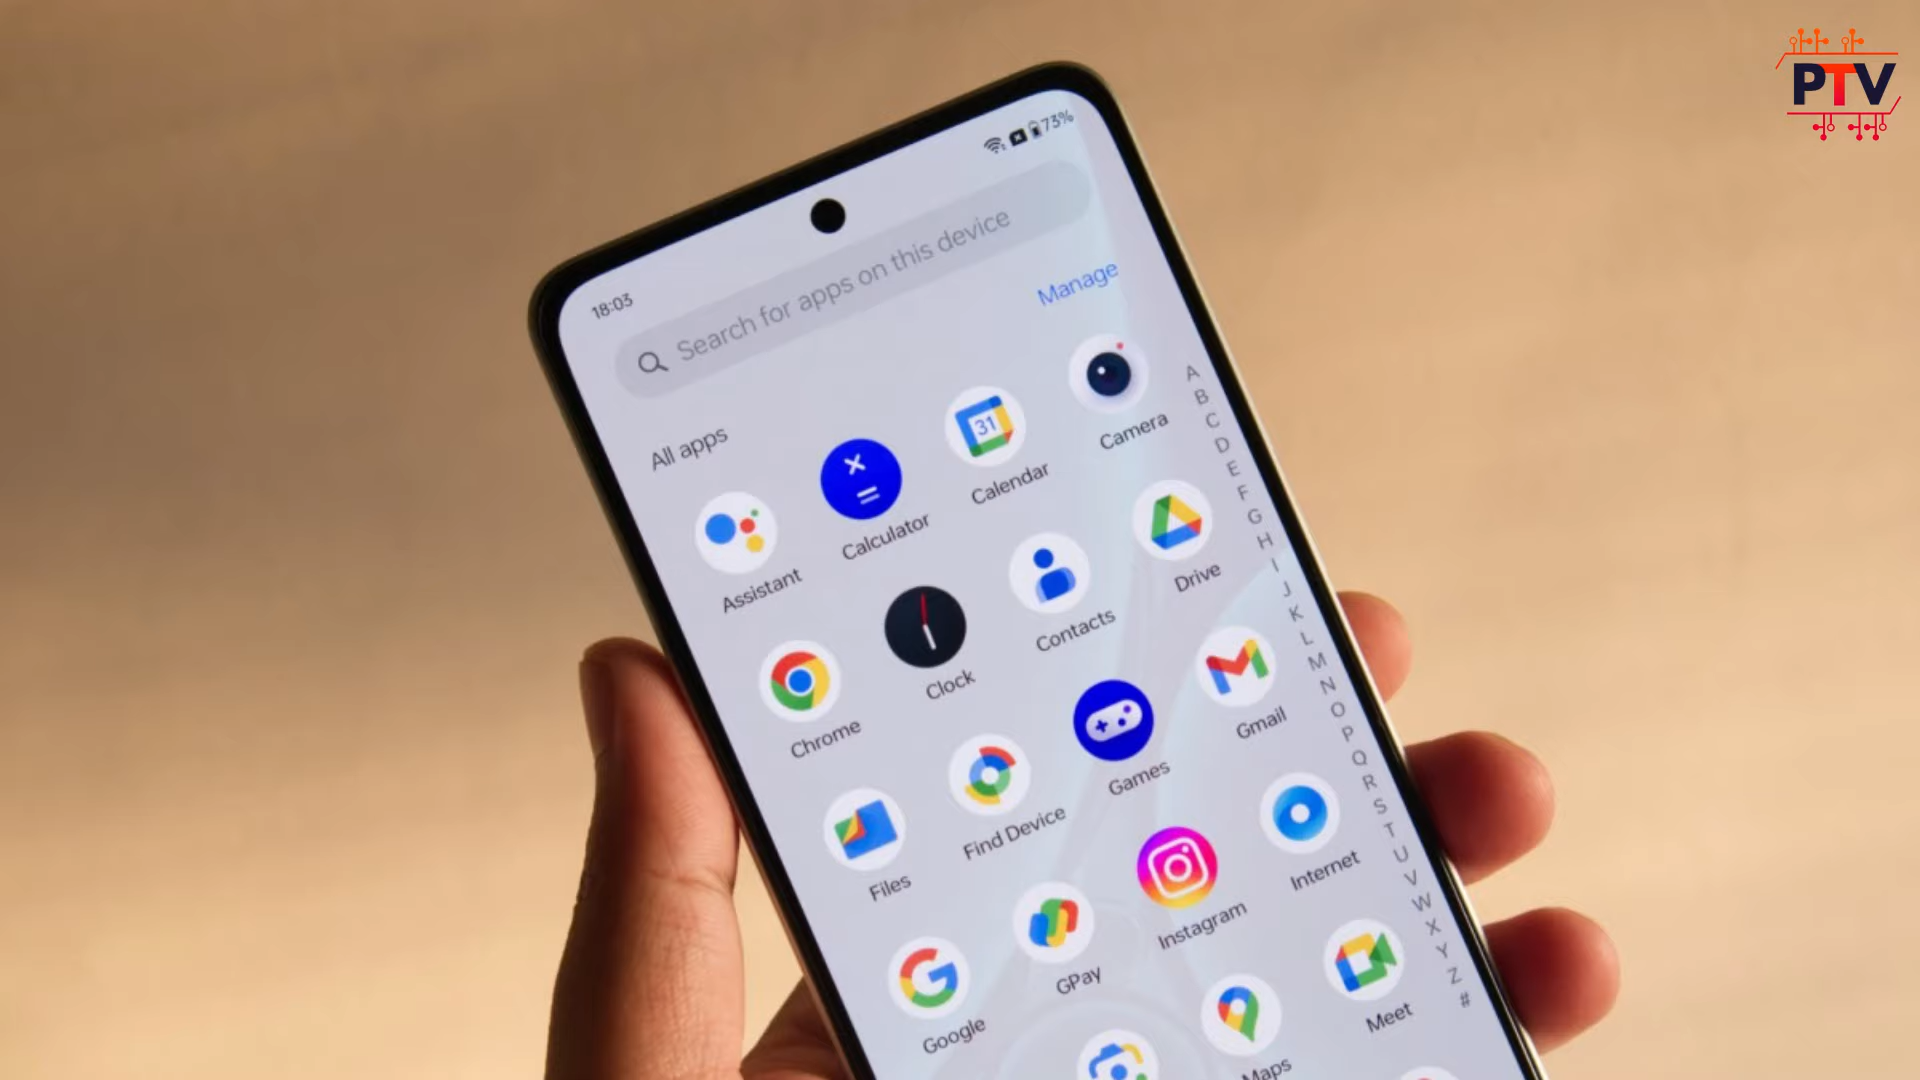 PTV
18:03
73%
Search for apps on this device
Manage
All apps
Assistant
Calculator
31
Calendar
Camera
Chrome
Clock
Contacts
Drive
Files
Find Device
Games
Gmail
Google
GPay
Instagram
Internet
Maps
Meet
A
B
C
D
E
F
G
H
I
J
K
L
M
N
O
P
Q
R
S
T
U
V
W
X
Y
Z
#